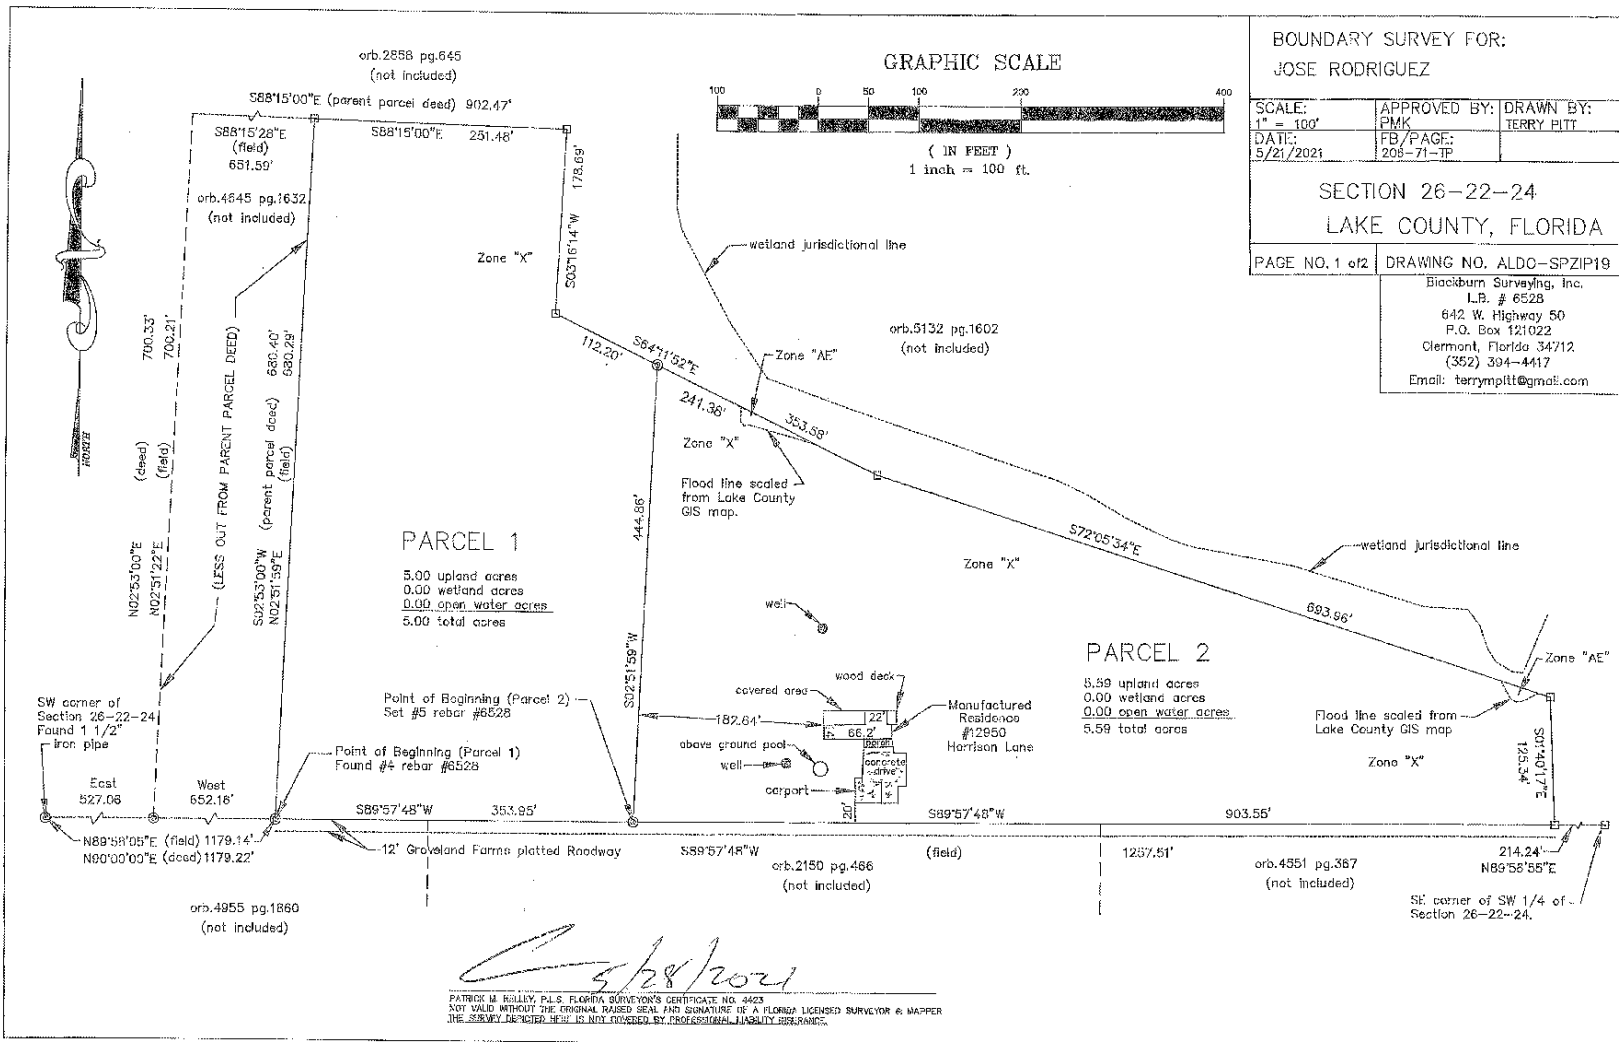 BOUNDARY SURVEY FOR:
JOSE RODRIGUEZ
SCALE:
1" = 100'
APPROVED BY:
PMK
DRAWN BY:
TERRY PITT
DATE:
5/21/2021
FB/PAGE:
206-71-TP
SECTION 26-22-24
LAKE COUNTY, FLORIDA
PAGE NO. 1 of2
DRAWING NO. ALDO-SPZIP19
Blackburn Surveying, Inc.
L.B. # 6528
642 W. Highway 50
P.O. Box 121022
Clermont, Florida 34712
(352) 394-4417
Email: terrympitt@gmail.com
GRAPHIC SCALE
100 0 50 100 200 400
( IN FEET )
1 inch = 100 ft.
orb.2858 pg.645
(not included)
S88°15'00"E (parent parcel deed) 902.47'
S88°15'28"E
(field)
651.59'
S88°15'00"E 251.48'
orb.4645 pg.1632
(not included)
NORTH
Zone "X"
S03°16'14"W 178.69'
wetland jurisdictional line
orb.5132 pg.1602
(not included)
S64°11'52"E
112.20'
241.38'
353.58'
Zone "AE"
Zone "X"
Flood line scaled
from Lake County
GIS map.
N02°53'00"E (deed) 700.33'
N02°51'22"E (field) 700.21'
(LESS OUT FROM PARENT PARCEL DEED)
S02°53'00"W (parent parcel deed) 680.40'
N02°51'59"E (field) 680.29'
PARCEL 1
5.00 upland acres
0.00 wetland acres
0.00 open water acres
5.00 total acres
S02°51'59"W 444.86'
Zone "X"
S72°05'34"E
693.96'
wetland jurisdictional line
well
PARCEL 2
5.59 upland acres
0.00 wetland acres
0.00 open water acres
5.59 total acres
Zone "AE"
Flood line scaled from
Lake County GIS map
Zone "X"
S01°40'17"E
125.34'
SW corner of
Section 26-22-24
Found 1 1/2"
iron pipe
Point of Beginning (Parcel 2)
Set #5 rebar #6528
Point of Beginning (Parcel 1)
Found #4 rebar #6528
covered area
wood deck
182.64'
22'
66.2'
porch
Manufactured
Residence
#12950
Harrison Lane
above ground pool
well
concrete
drive
carport
20'
East
527.06
West
652.16'
S89°57'48"W 353.95'
S89°57'48"W 903.55'
N89°58'05"E (field) 1179.14'
N90°00'00"E (deed) 1179.22'
12' Groveland Farms platted Roadway
S89°57'48"W (field) 1257.51'
214.24'
N89°56'55"E
orb.2150 pg.466
(not included)
orb.4551 pg.367
(not included)
SE corner of SW 1/4 of
Section 26-22-24.
orb.4955 pg.1860
(not included)
5/28/2021
PATRICK M. KELLEY, P.L.S. FLORIDA SURVEYOR'S CERTIFICATE NO. 4423
NOT VALID WITHOUT THE ORIGINAL RAISED SEAL AND SIGNATURE OF A FLORIDA LICENSED SURVEYOR & MAPPER
THE SURVEY DEPICTED HERE IS NOT COVERED BY PROFESSIONAL LIABILITY INSURANCE.